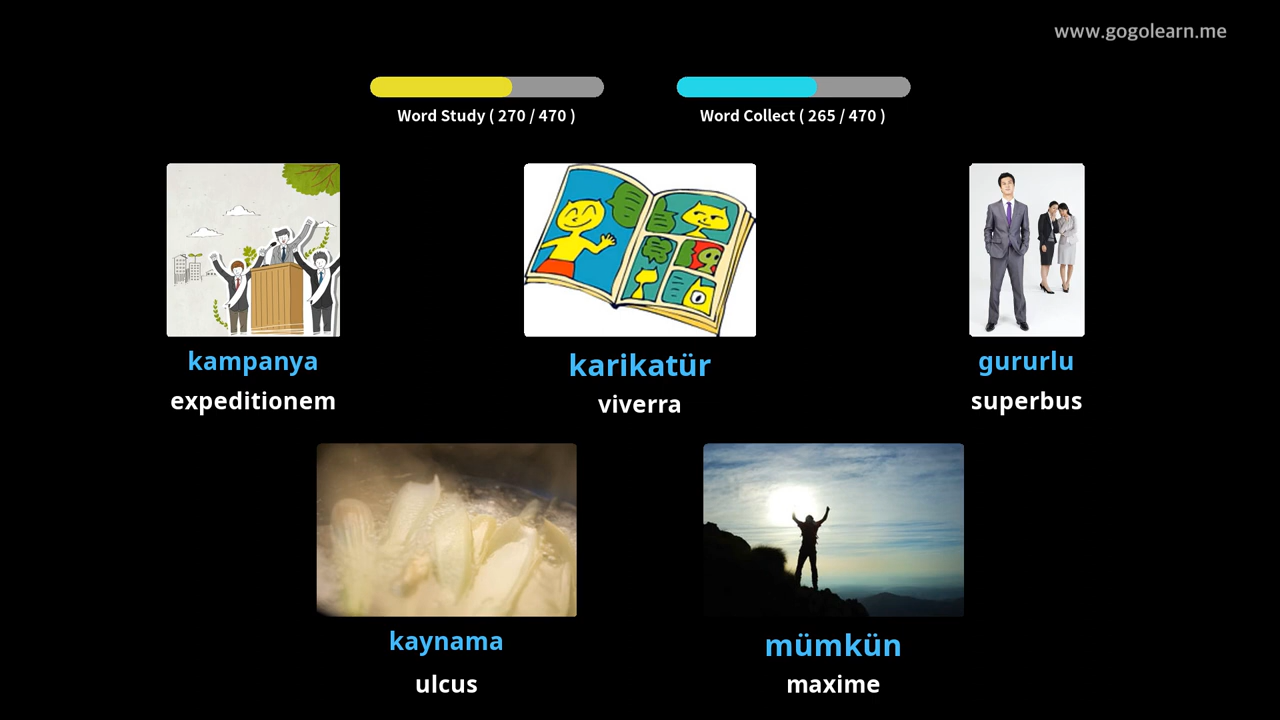 www.gogolearn.me
Word Study ( 270 / 470 )
Word Collect ( 265 / 470 )
kampanya
expeditionem
karikatür
viverra
gururlu
superbus
kaynama
ulcus
mümkün
maxime